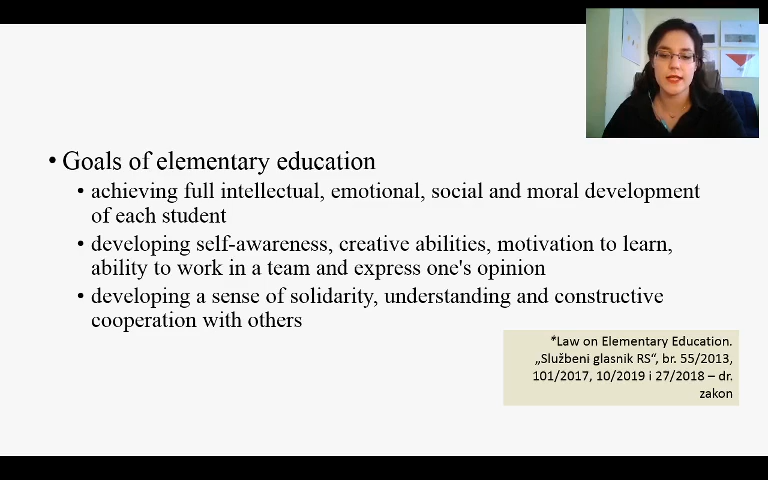 • Goals of elementary education
• achieving full intellectual, emotional, social and moral development
of each student
• developing self-awareness, creative abilities, motivation to learn,
ability to work in a team and express one's opinion
• developing a sense of solidarity, understanding and constructive
cooperation with others
*Law on Elementary Education.
„Službeni glasnik RS“, br. 55/2013,
101/2017, 10/2019 i 27/2018 – dr.
zakon